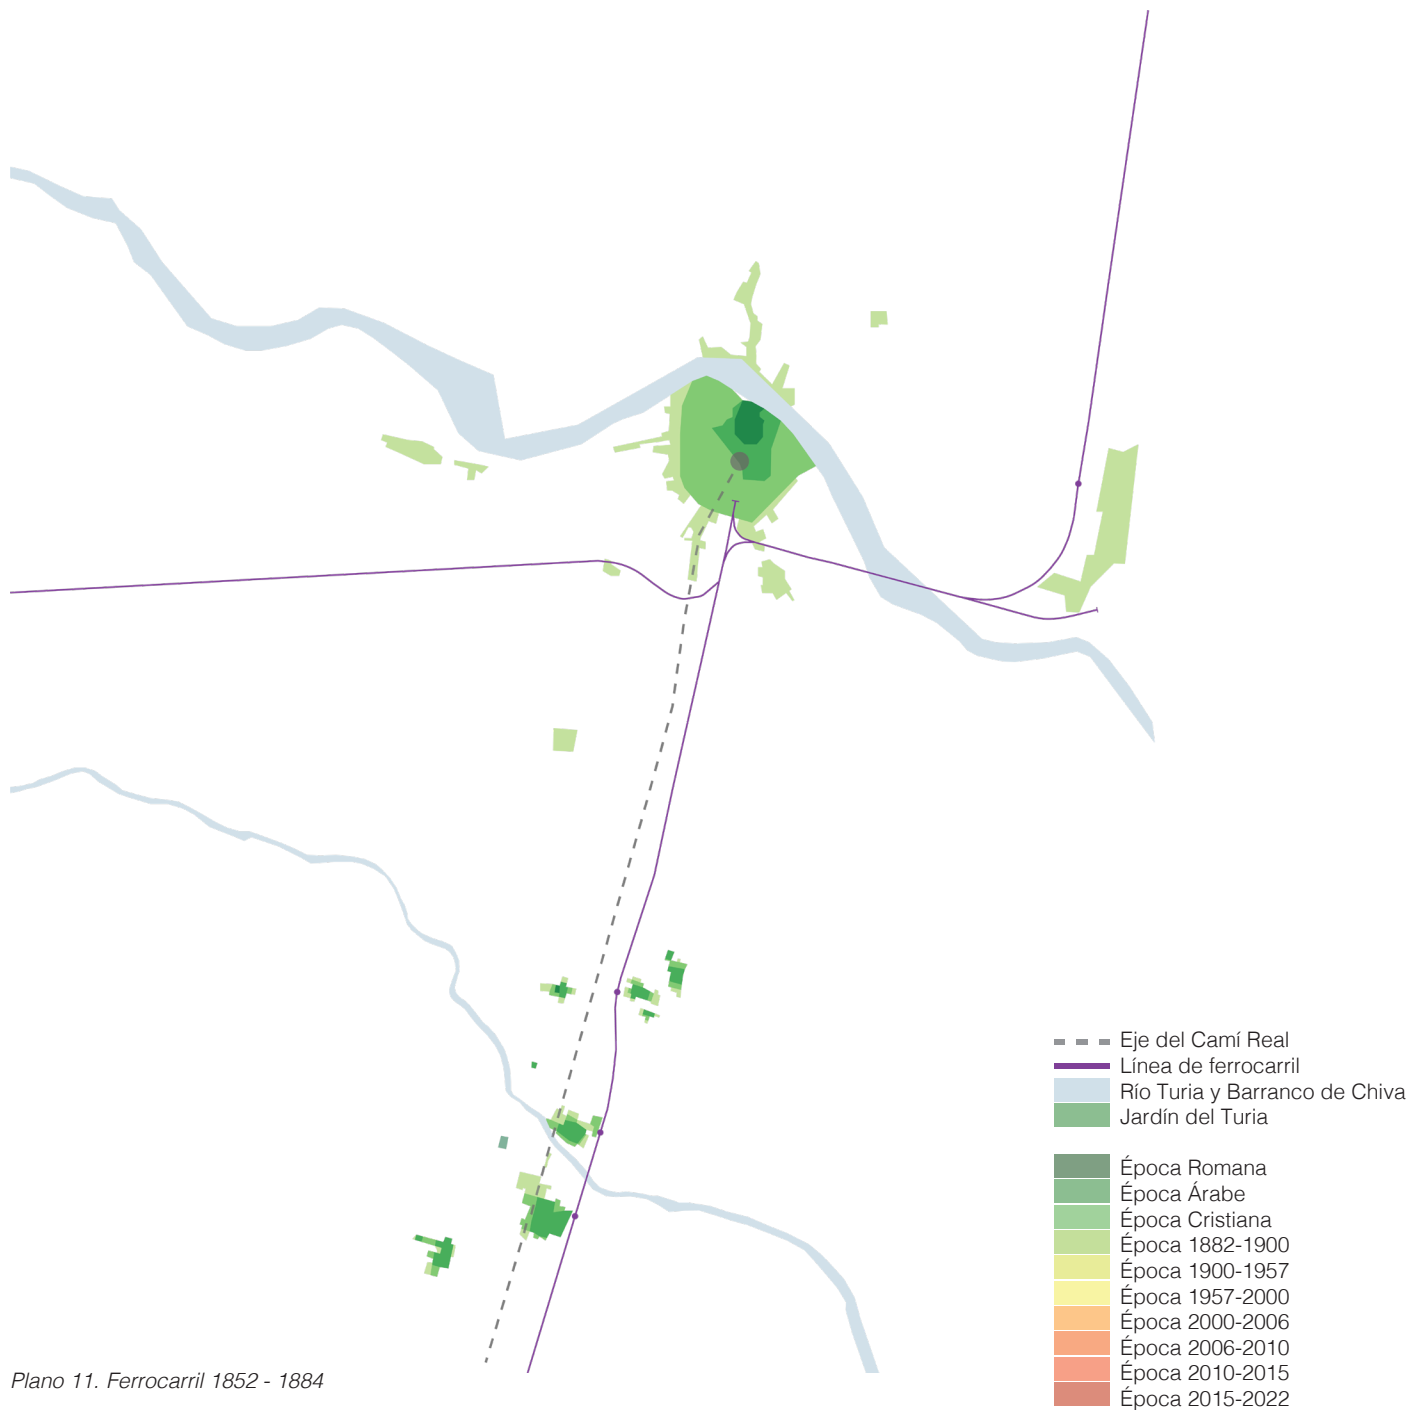 Eje del Camí Real
Línea de ferrocarril
Río Turia y Barranco de Chiva
Jardín del Turia
Época Romana
Época Árabe
Época Cristiana
Época 1882-1900
Época 1900-1957
Época 1957-2000
Época 2000-2006
Época 2006-2010
Época 2010-2015
Época 2015-2022
Plano 11. Ferrocarril 1852 - 1884